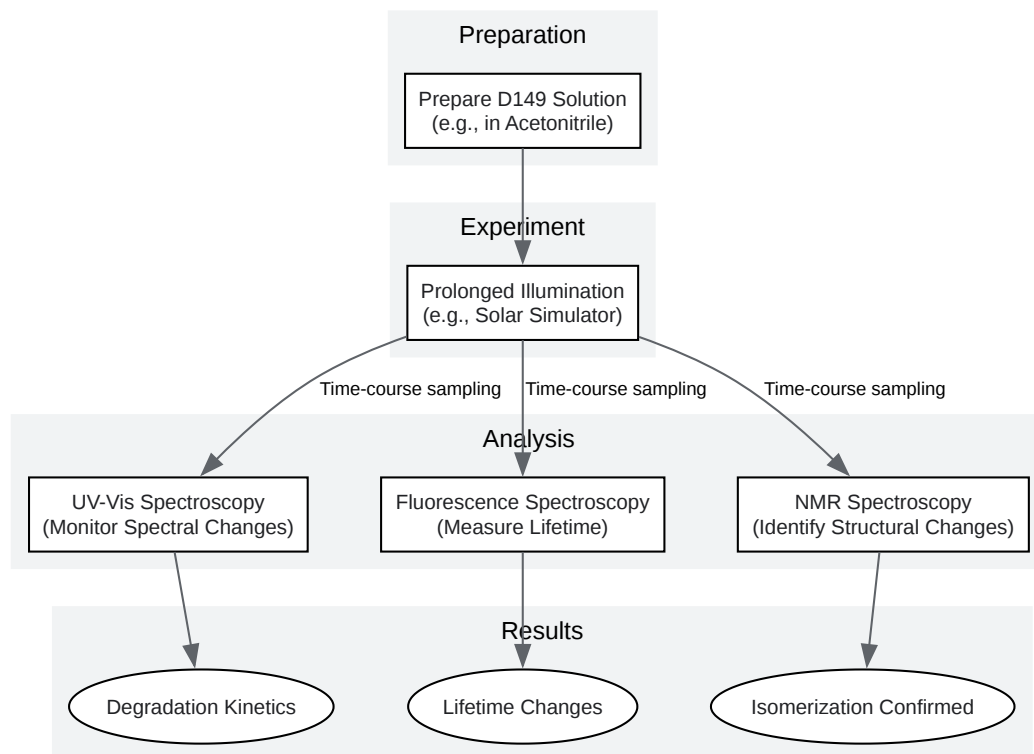 Preparation
Prepare D149 Solution
(e.g., in Acetonitrile)
Experiment
Prolonged Illumination
(e.g., Solar Simulator)
Time-course sampling
Time-course sampling
Time-course sampling
Analysis
UV-Vis Spectroscopy
(Monitor Spectral Changes)
Fluorescence Spectroscopy
(Measure Lifetime)
NMR Spectroscopy
(Identify Structural Changes)
Results
Degradation Kinetics
Lifetime Changes
Isomerization Confirmed